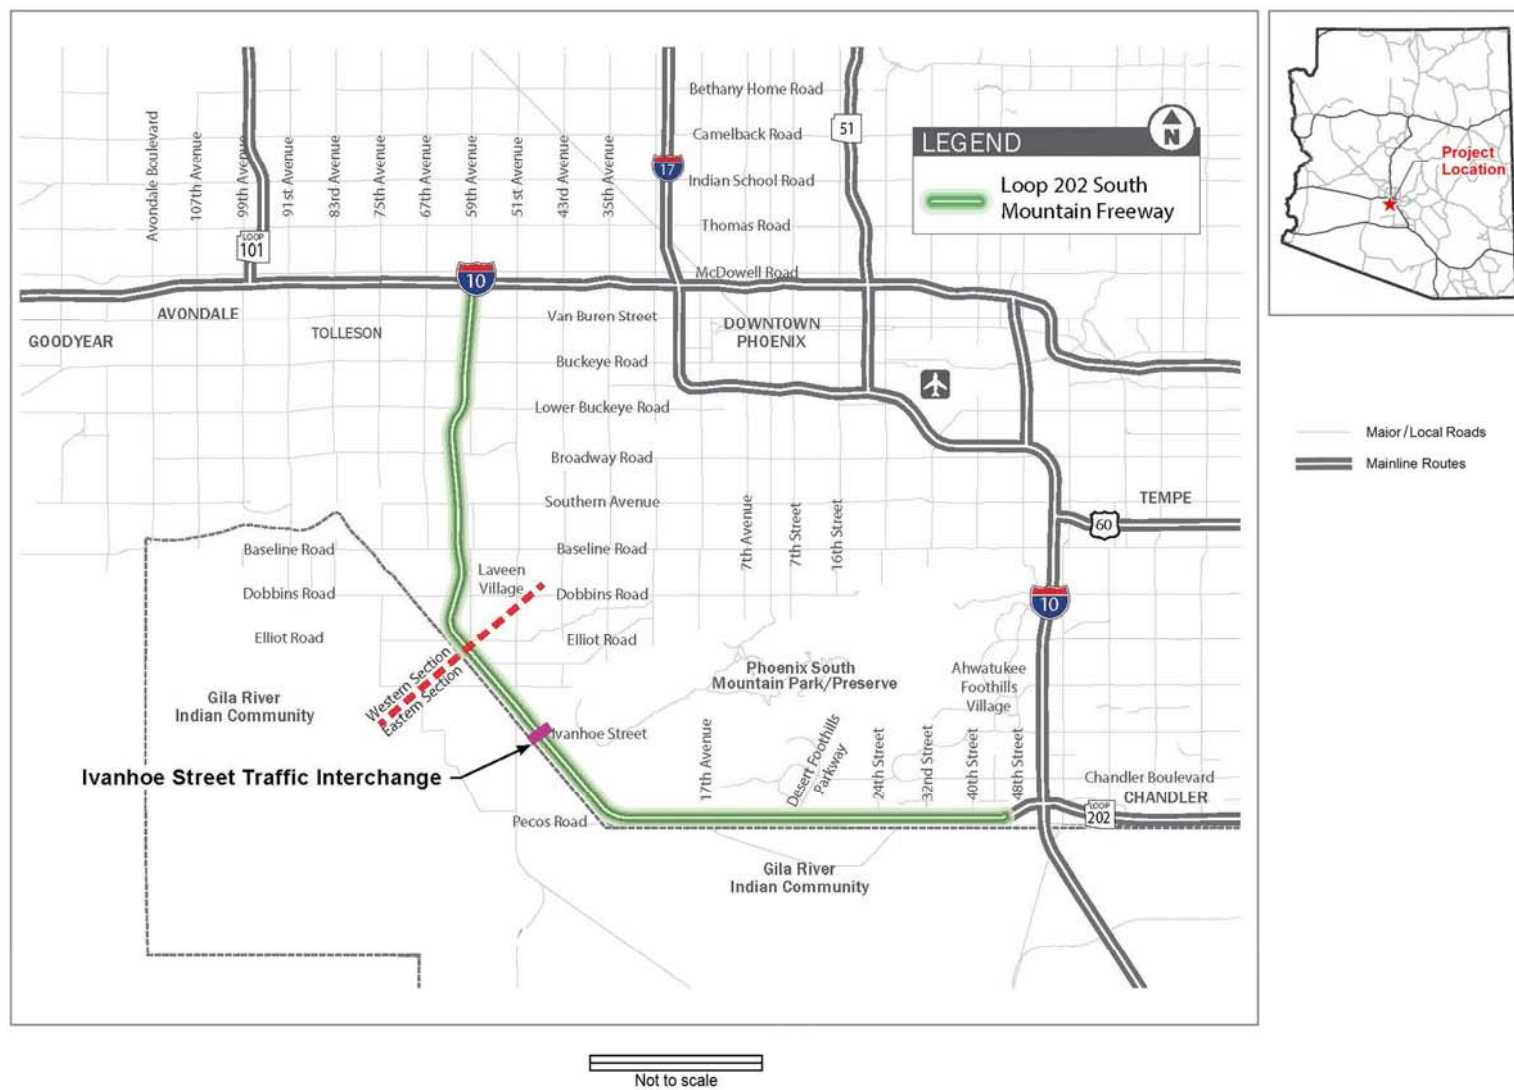 Bethany Home Road
Camelback Road
Indian School Road
Thomas Road
McDowell Road
17
51
N
LEGEND
Loop 202 South
Mountain Freeway
Project
Location
Avondale Boulevard
107th Avenue
99th Avenue
91st Avenue
83rd Avenue
75th Avenue
67th Avenue
59th Avenue
51st Avenue
43rd Avenue
35th Avenue
LOOP
101
10
GOODYEAR
AVONDALE
TOLLESON
Van Buren Street
DOWNTOWN
PHOENIX
Buckeye Road
Lower Buckeye Road
Broadway Road
Southern Avenue
Baseline Road
Dobbins Road
Elliot Road
Major/Local Roads
Mainline Routes
TEMPE
60
7th Avenue
7th Street
16th Street
Baseline Road
Dobbins Road
Elliot Road
Laveen
Village
10
Western Section
Eastern Section
Gila River
Indian Community
Phoenix South
Mountain Park/Preserve
Ahwatukee
Foothills
Village
Ivanhoe Street
Ivanhoe Street Traffic Interchange
17th Avenue
Desert Foothills
Parkway
24th Street
32nd Street
40th Street
48th Street
Chandler Boulevard
CHANDLER
LOOP
202
Pecos Road
Gila River
Indian Community
Not to scale